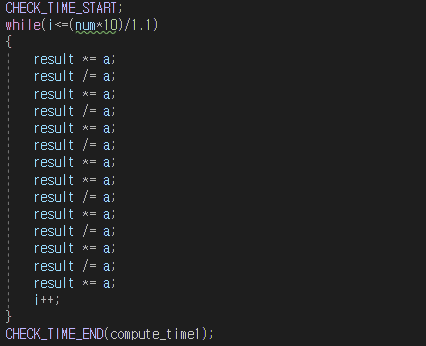 CHECK_TIME_START;
while(i<=(num*10)/1.1)
{
result *= a;
result /= a;
result *= a;
result /= a;
result *= a;
result /= a;
result *= a;
result *= a;
result /= a;
result *= a;
result /= a;
result *= a;
result /= a;
result *= a;
i++;
}
CHECK_TIME_END(compute_time1);